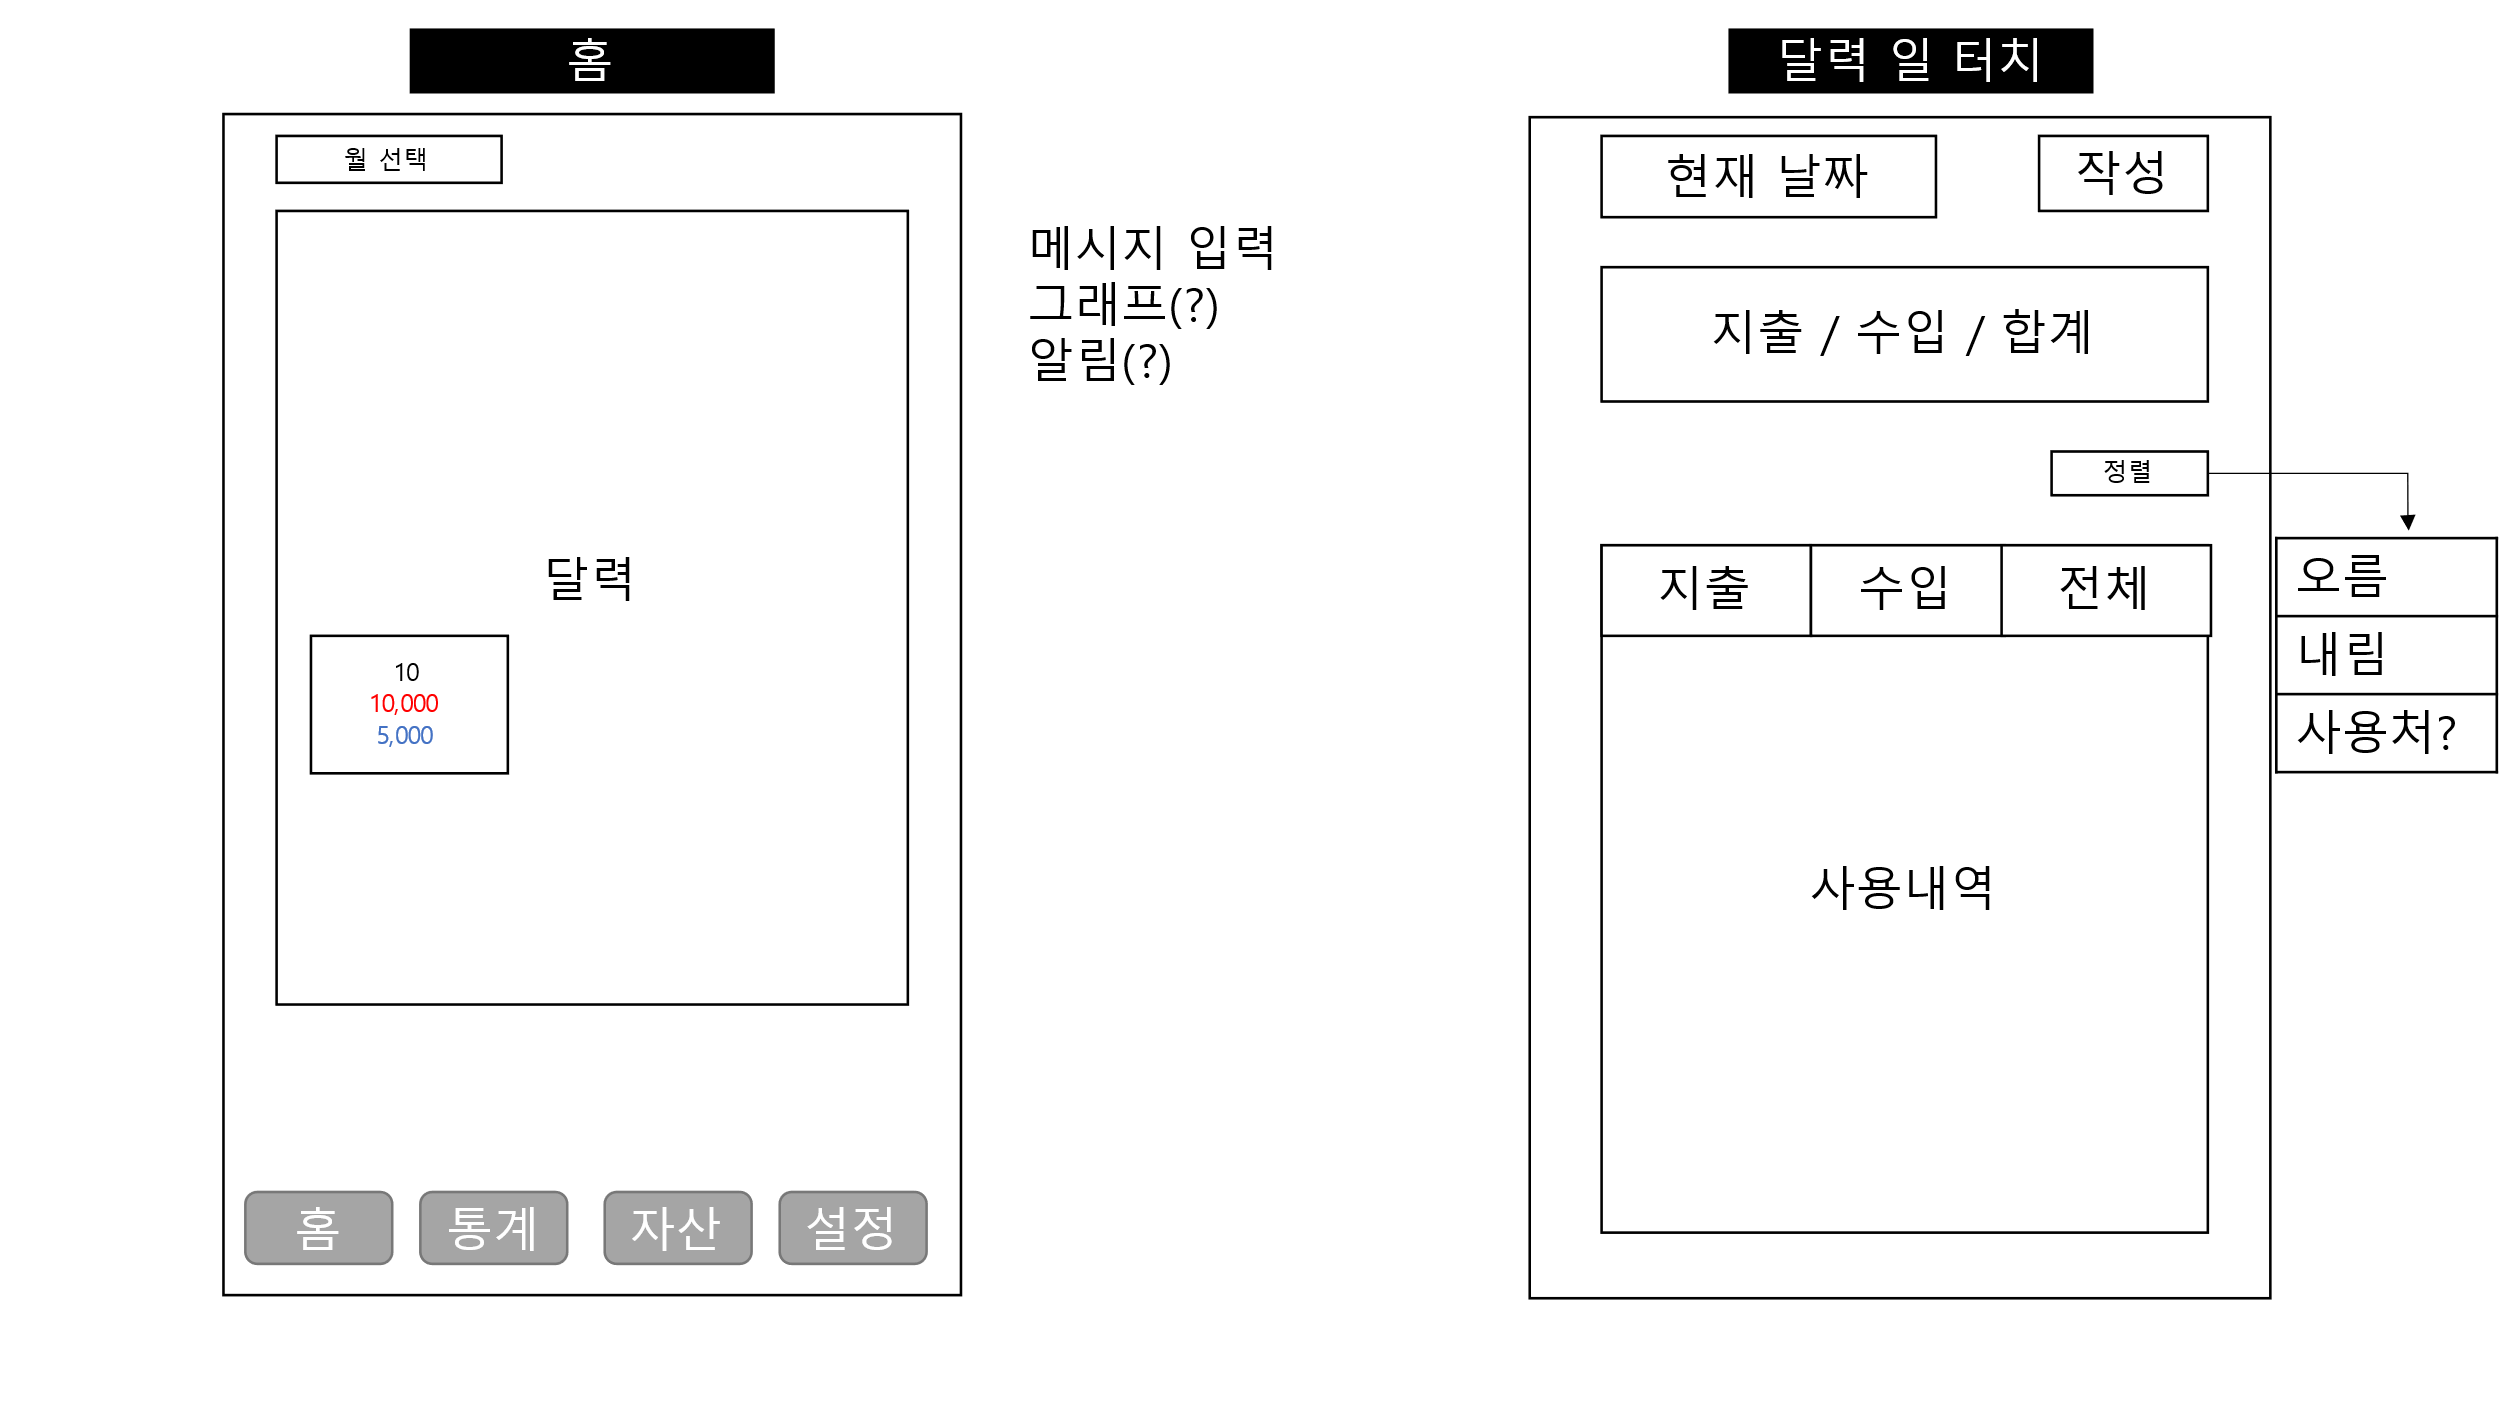 홈
월 선택
달력
10
10,000
5,000
홈
통계
자산
설정
메시지 입력
그래프(?)
알림(?)
달력 일 터치
현재 날짜
작성
지출 / 수입 / 합계
정렬
지출
수입
전체
사용내역
오름
내림
사용처?